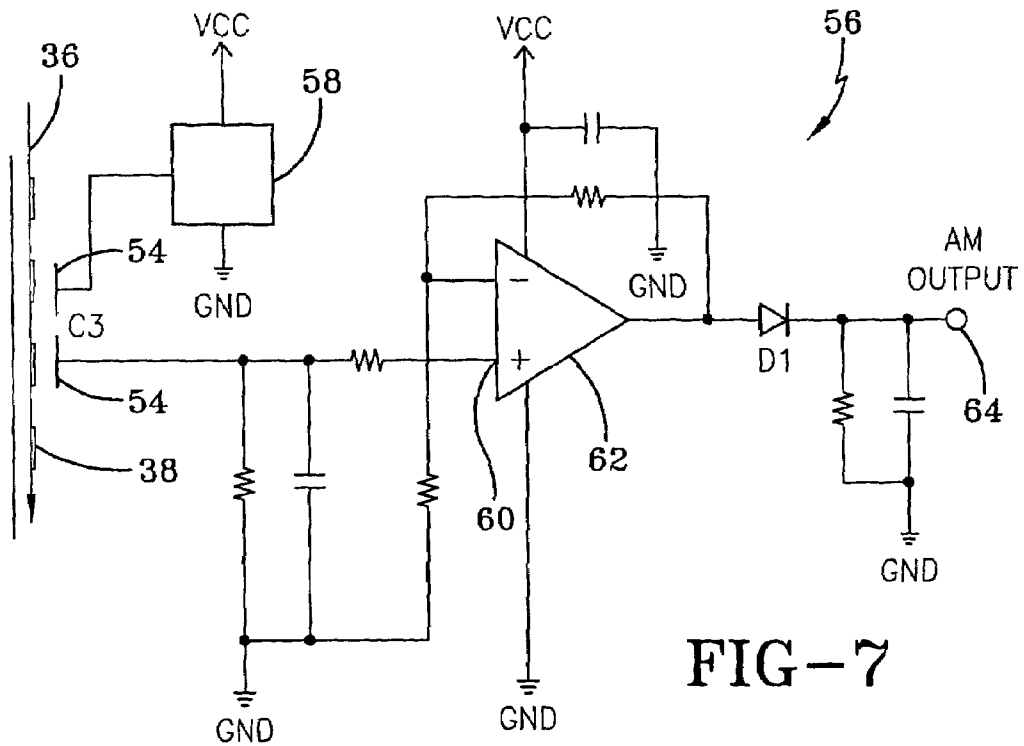 VCC
VCC
56
36
58
54
GND
GND
AM
OUTPUT
C3
−
+
D1
54
64
38
62
60
GND
FIG-7
GND
GND